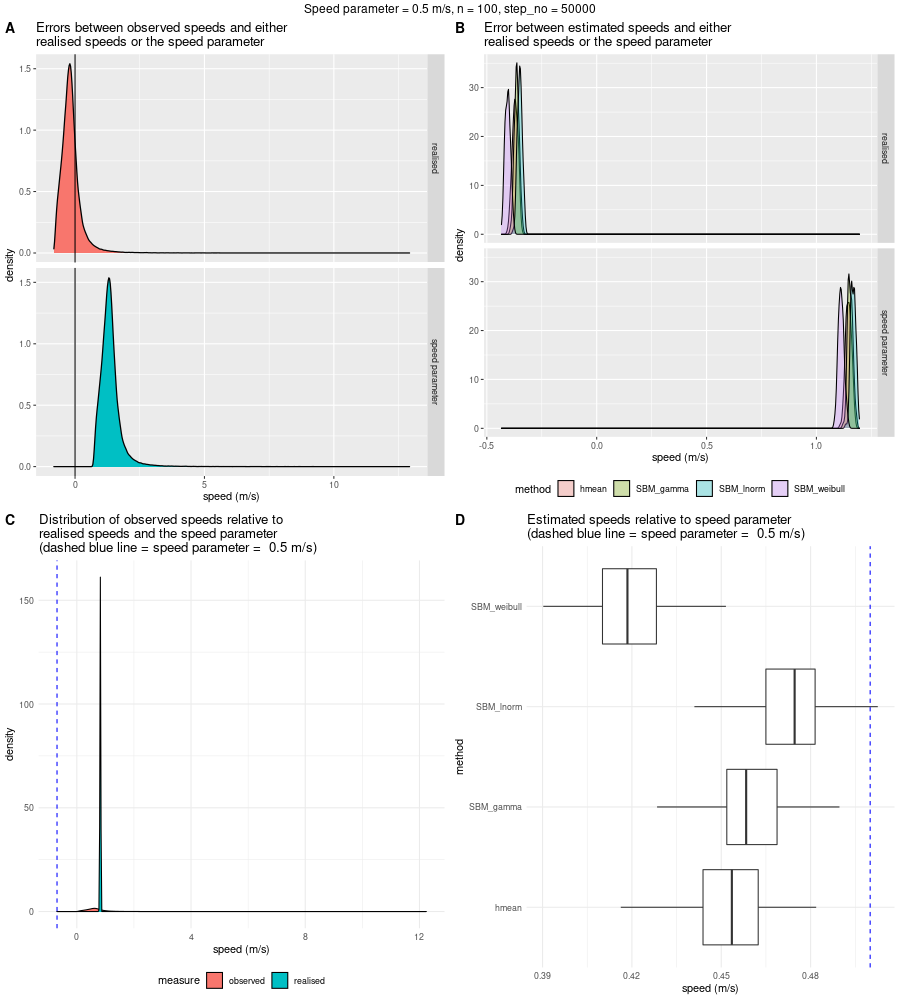 Speed parameter = 0.5 m/s, n = 100, step_no = 50000
A
Errors between observed speeds and either
realised speeds or the speed parameter
1.5
1.0
0.5
0.0
realised
1.5
1.0
0.5
0.0
speed parameter
density
0
5
10
speed (m/s)
B
Error between estimated speeds and either
realised speeds or the speed parameter
30
20
10
0
realised
30
20
10
0
speed parameter
density
-0.5
0.0
0.5
1.0
speed (m/s)
method
hmean
SBM_gamma
SBM_lnorm
SBM_weibull
C
Distribution of observed speeds relative to
realised speeds and the speed parameter
(dashed blue line = speed parameter = 0.5 m/s)
150
100
50
0
density
0
4
8
12
speed (m/s)
measure
observed
realised
D
Estimated speeds relative to speed parameter
(dashed blue line = speed parameter = 0.5 m/s)
SBM_weibull
SBM_lnorm
SBM_gamma
hmean
method
0.39
0.42
0.45
0.48
speed (m/s)